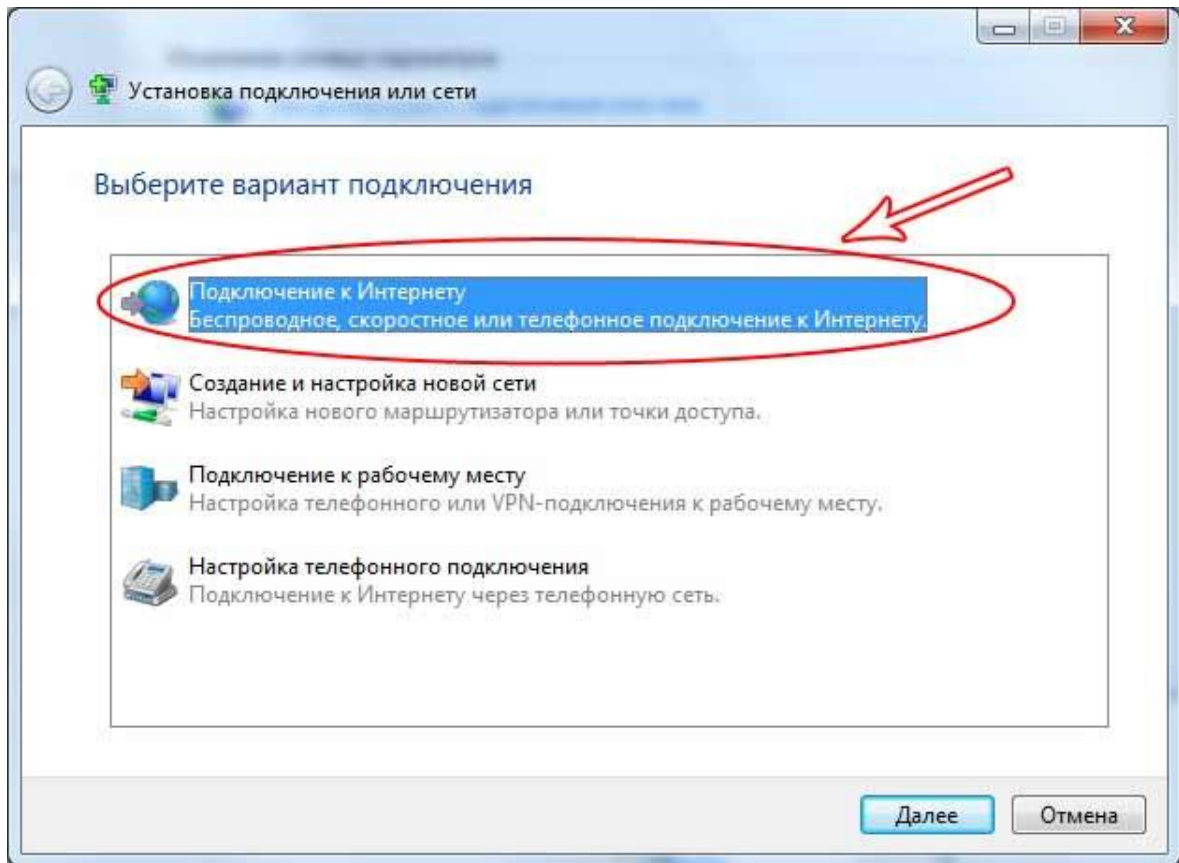 Установка подключения или сети
Выберите вариант подключения
Подключение к Интернету
Беспроводное, скоростное или телефонное подключение к Интернету.
Создание и настройка новой сети
Настройка нового маршрутизатора или точки доступа.
Подключение к рабочему месту
Настройка телефонного или VPN-подключения к рабочему месту.
Настройка телефонного подключения
Подключение к Интернету через телефонную сеть.
Далее
Отмена